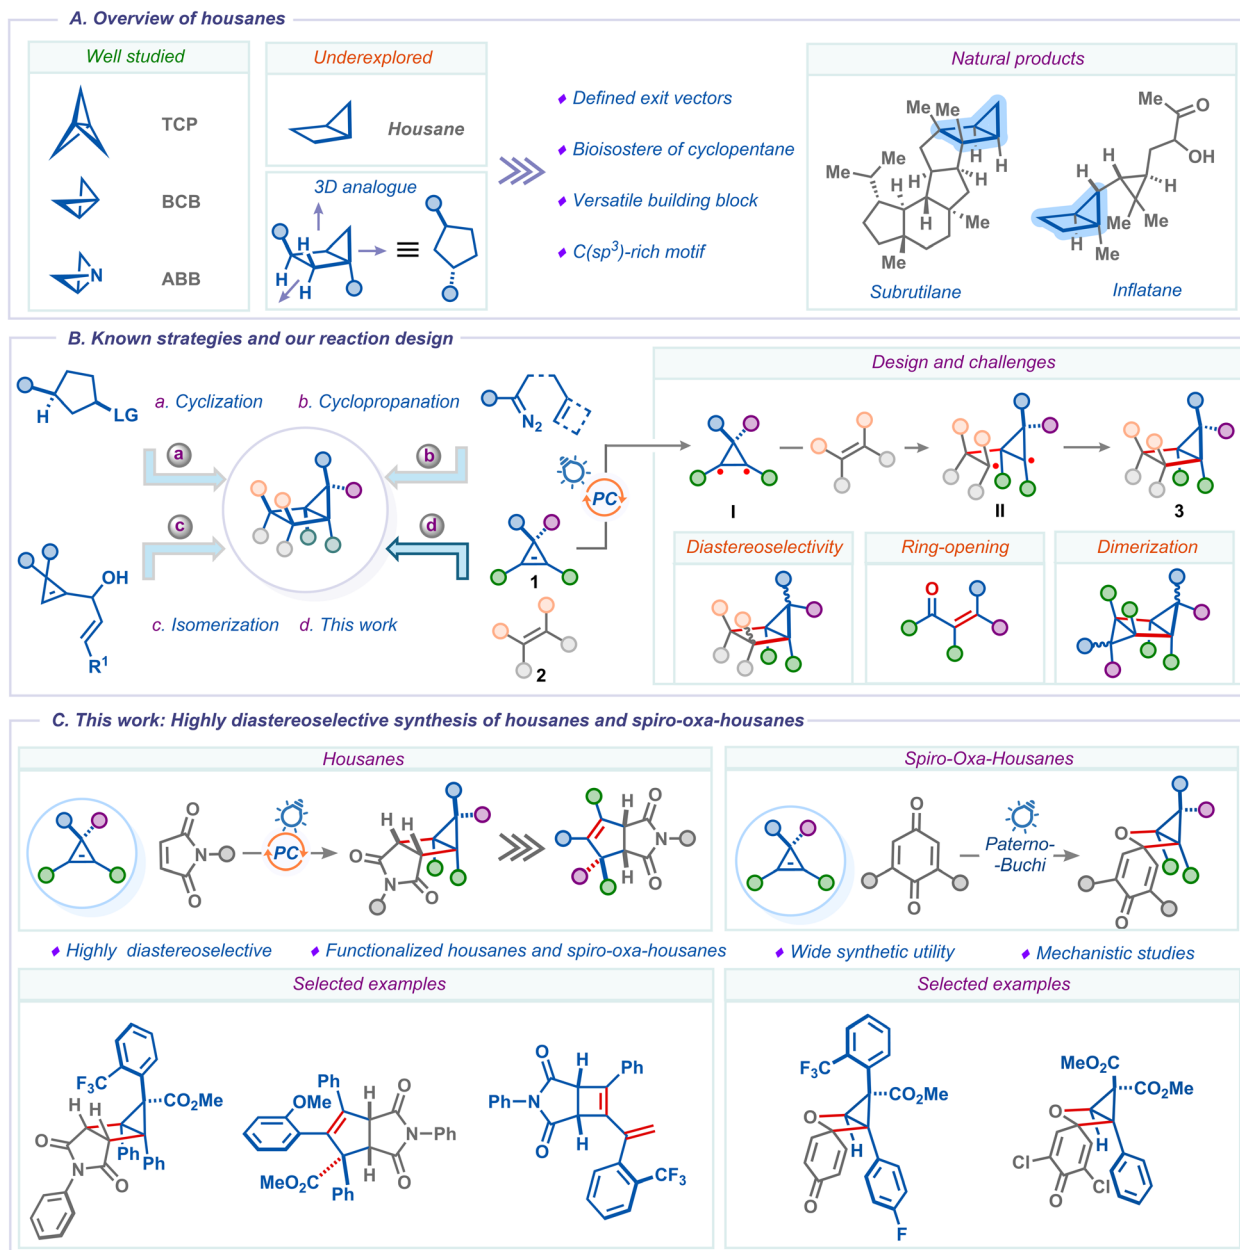 A. Overview of housanes
Well studied
TCP
BCB
N
ABB
Underexplored
Housane
3D analogue
H
H
H
♦ Defined exit vectors
♦ Bioisostere of cyclopentane
♦ Versatile building block
♦ C(sp³)-rich motif
Natural products
Me
Me
Me
H
H
H
H
H
Me
Me
Subrutilane
Me
O
OH
H
H
Me
Me
H
Me
Inflatane
B. Known strategies and our reaction design
H
LG
a. Cyclization
b. Cyclopropanation
N₂
a
b
c
d
PC
OH
R¹
c. Isomerization
d. This work
1
2
Design and challenges
I
II
3
Diastereoselectivity
Ring-opening
O
Dimerization
C. This work: Highly diastereoselective synthesis of housanes and spiro-oxa-housanes
Housanes
O
N
O
PC
H
H
O
N
O
H
O
N
H
O
Spiro-Oxa-Housanes
O
O
Paterno-
-Buchi
O
O
♦ Highly diastereoselective
♦ Functionalized housanes and spiro-oxa-housanes
♦ Wide synthetic utility
♦ Mechanistic studies
Selected examples
F₃C
CO₂Me
H
H
O
Ph
Ph
N
O
Ph
OMe
H
O
N
Ph
MeO₂C
Ph
H
O
O
H
Ph
Ph
N
O
H
CF₃
Selected examples
F₃C
CO₂Me
O
H
O
F
MeO₂C
CO₂Me
O
H
Cl
Cl
O